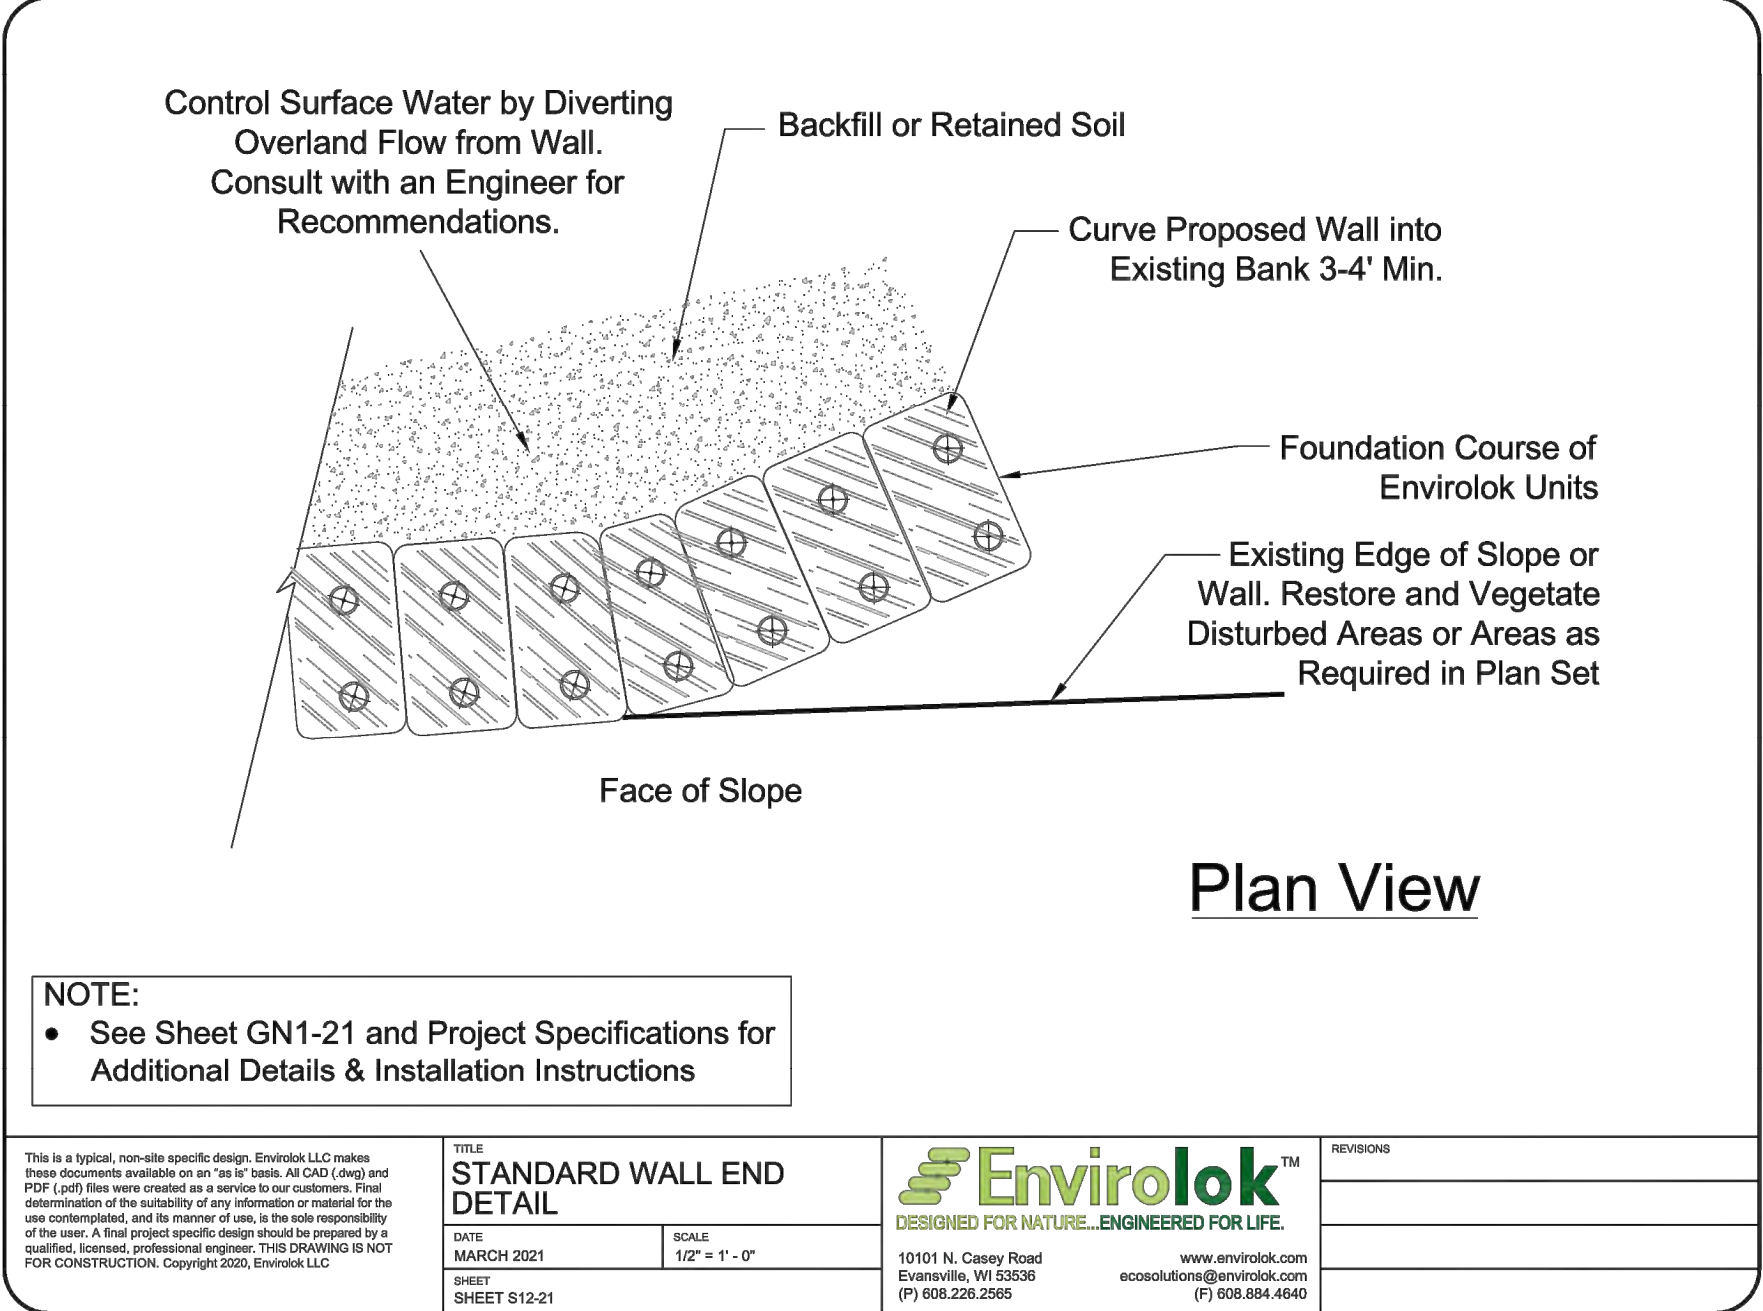 Control Surface Water by Diverting
Overland Flow from Wall.
Consult with an Engineer for
Recommendations.
Backfill or Retained Soil
Curve Proposed Wall into
Existing Bank 3-4' Min.
Foundation Course of
Envirolok Units
Existing Edge of Slope or
Wall. Restore and Vegetate
Disturbed Areas or Areas as
Required in Plan Set
Face of Slope
Plan View
NOTE:
• See Sheet GN1-21 and Project Specifications for
Additional Details & Installation Instructions
This is a typical, non-site specific design. Envirolok LLC makes
these documents available on an "as is" basis. All CAD (.dwg) and
PDF (.pdf) files were created as a service to our customers. Final
determination of the suitability of any information or material for the
use contemplated, and its manner of use, is the sole responsibility
of the user. A final project specific design should be prepared by a
qualified, licensed, professional engineer. THIS DRAWING IS NOT
FOR CONSTRUCTION. Copyright 2020, Envirolok LLC
TITLE
STANDARD WALL END
DETAIL
DATE
MARCH 2021
SCALE
1/2" = 1' - 0"
SHEET
SHEET S12-21
Envirolok™
DESIGNED FOR NATURE...ENGINEERED FOR LIFE.
10101 N. Casey Road
Evansville, WI 53536
(P) 608.226.2565
www.envirolok.com
ecosolutions@envirolok.com
(F) 608.884.4640
REVISIONS